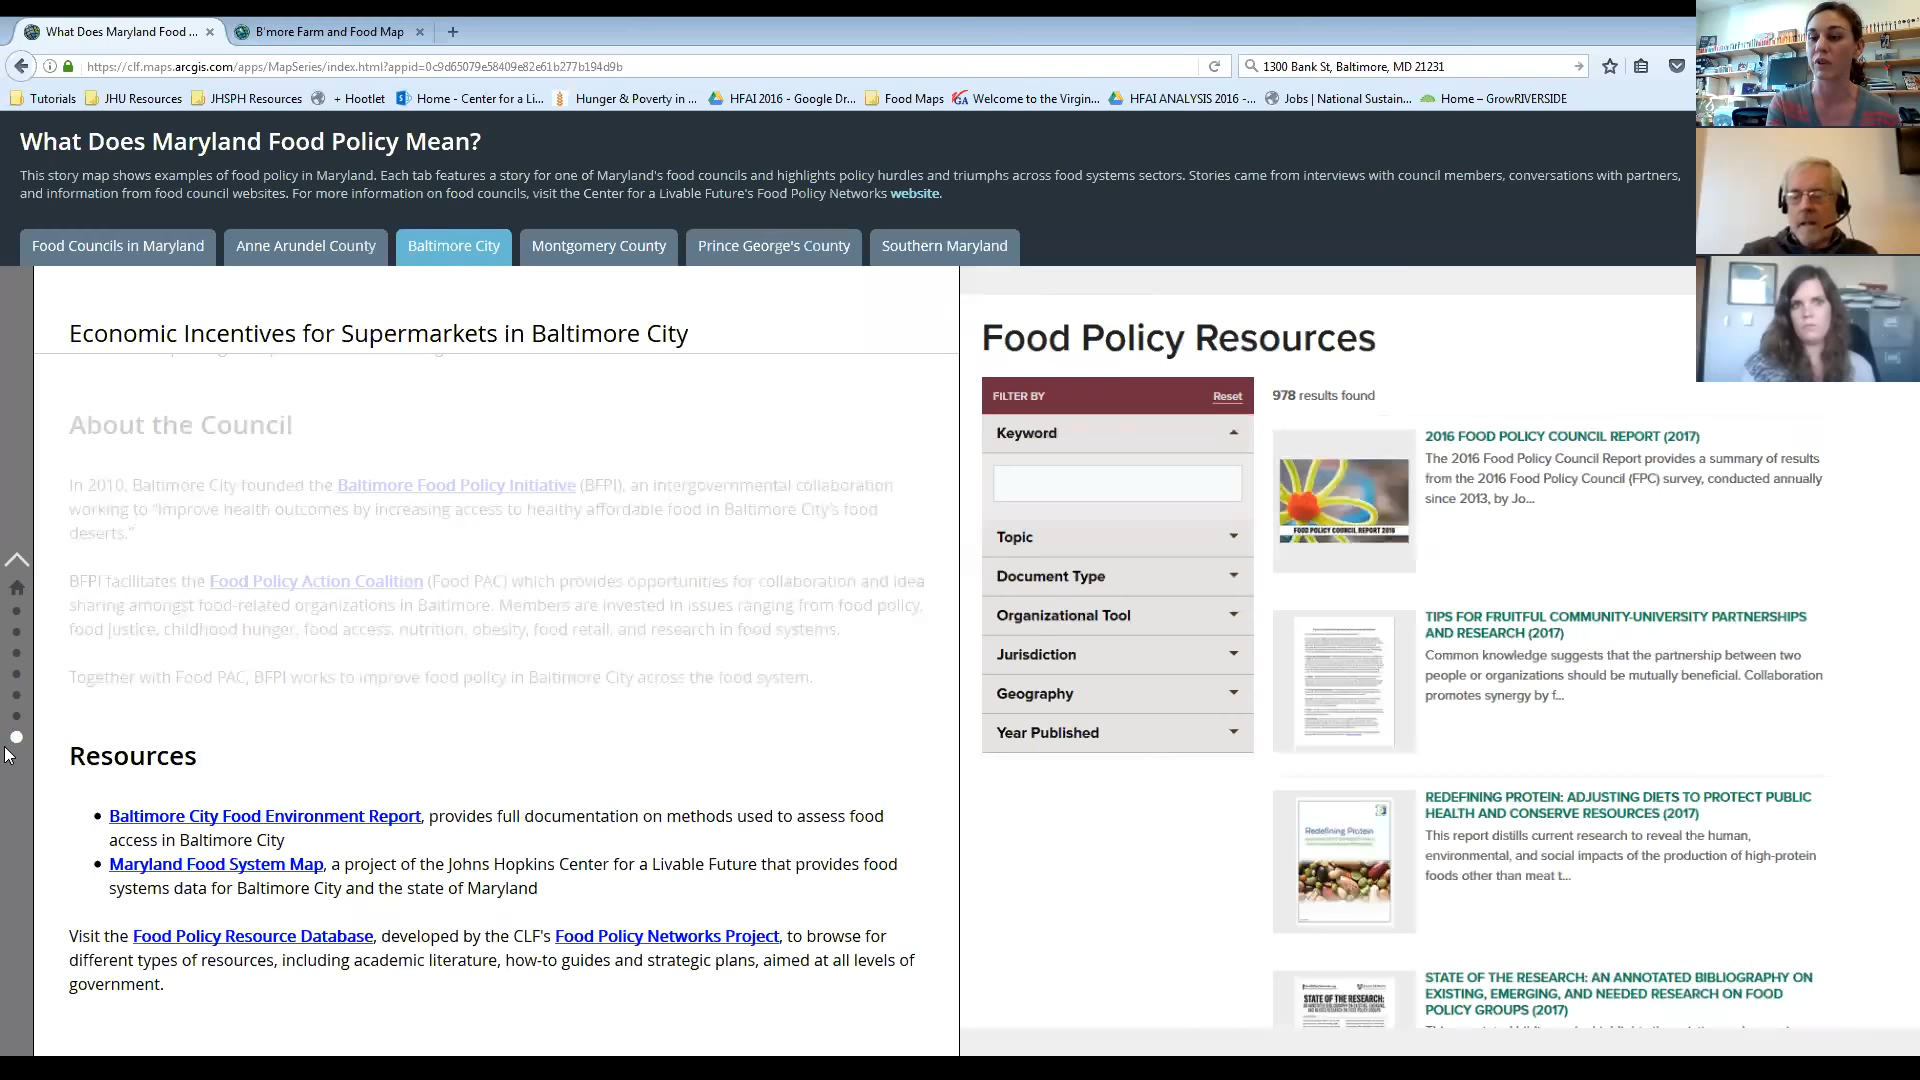 What Does Maryland Food ...
B'more Farm and Food Map
https://clf.maps.arcgis.com/apps/MapSeries/index.html?appid=0c9d65079e58409e82e61b277b194d9b
1300 Bank St, Baltimore, MD 21231
Tutorials
JHU Resources
JHSPH Resources
+ Hootlet
Home - Center for a Li...
Hunger & Poverty in ...
HFAI 2016 - Google Dr...
Food Maps
Welcome to the Virgin...
HFAI ANALYSIS 2016 -...
Jobs | National Sustain...
Home – GrowRIVERSIDE
What Does Maryland Food Policy Mean?
This story map shows examples of food policy in Maryland. Each tab features a story for one of Maryland's food councils and highlights policy hurdles and triumphs across food systems sectors. Stories came from interviews with council members, conversations with partners,
and information from food council websites. For more information on food councils, visit the Center for a Livable Future's Food Policy Networks website.
Food Councils in Maryland
Anne Arundel County
Baltimore City
Montgomery County
Prince George's County
Southern Maryland
Economic Incentives for Supermarkets in Baltimore City
About the Council
In 2010, Baltimore City founded the Baltimore Food Policy Initiative (BFPI), an intergovernmental collaboration
working to "improve health outcomes by increasing access to healthy affordable food in Baltimore City's food
deserts."
BFPI facilitates the Food Policy Action Coalition (Food PAC) which provides opportunities for collaboration and idea
sharing amongst food-related organizations in Baltimore. Members are invested in issues ranging from food policy,
food justice, childhood hunger, food access, nutrition, obesity, food retail, and research in food systems.
Together with Food PAC, BFPI works to improve food policy in Baltimore City across the food system.
Resources
Baltimore City Food Environment Report, provides full documentation on methods used to assess food
access in Baltimore City
Maryland Food System Map, a project of the Johns Hopkins Center for a Livable Future that provides food
systems data for Baltimore City and the state of Maryland
Visit the Food Policy Resource Database, developed by the CLF's Food Policy Networks Project, to browse for
different types of resources, including academic literature, how-to guides and strategic plans, aimed at all levels of
government.
Food Policy Resources
FILTER BY
Reset
Keyword
Topic
Document Type
Organizational Tool
Jurisdiction
Geography
Year Published
978 results found
FOOD POLICY COUNCIL REPORT 2016
2016 FOOD POLICY COUNCIL REPORT (2017)
The 2016 Food Policy Council Report provides a summary of results
from the 2016 Food Policy Council (FPC) survey, conducted annually
since 2013, by Jo...
TIPS FOR FRUITFUL COMMUNITY-UNIVERSITY PARTNERSHIPS
AND RESEARCH (2017)
Common knowledge suggests that the partnership between two
people or organizations should be mutually beneficial. Collaboration
promotes synergy by f...
Redefining Protein
REDEFINING PROTEIN: ADJUSTING DIETS TO PROTECT PUBLIC
HEALTH AND CONSERVE RESOURCES (2017)
This report distills current research to reveal the human,
environmental, and social impacts of the production of high-protein
foods other than meat t...
STATE OF THE RESEARCH:
STATE OF THE RESEARCH: AN ANNOTATED BIBLIOGRAPHY ON
EXISTING, EMERGING, AND NEEDED RESEARCH ON FOOD
POLICY GROUPS (2017)